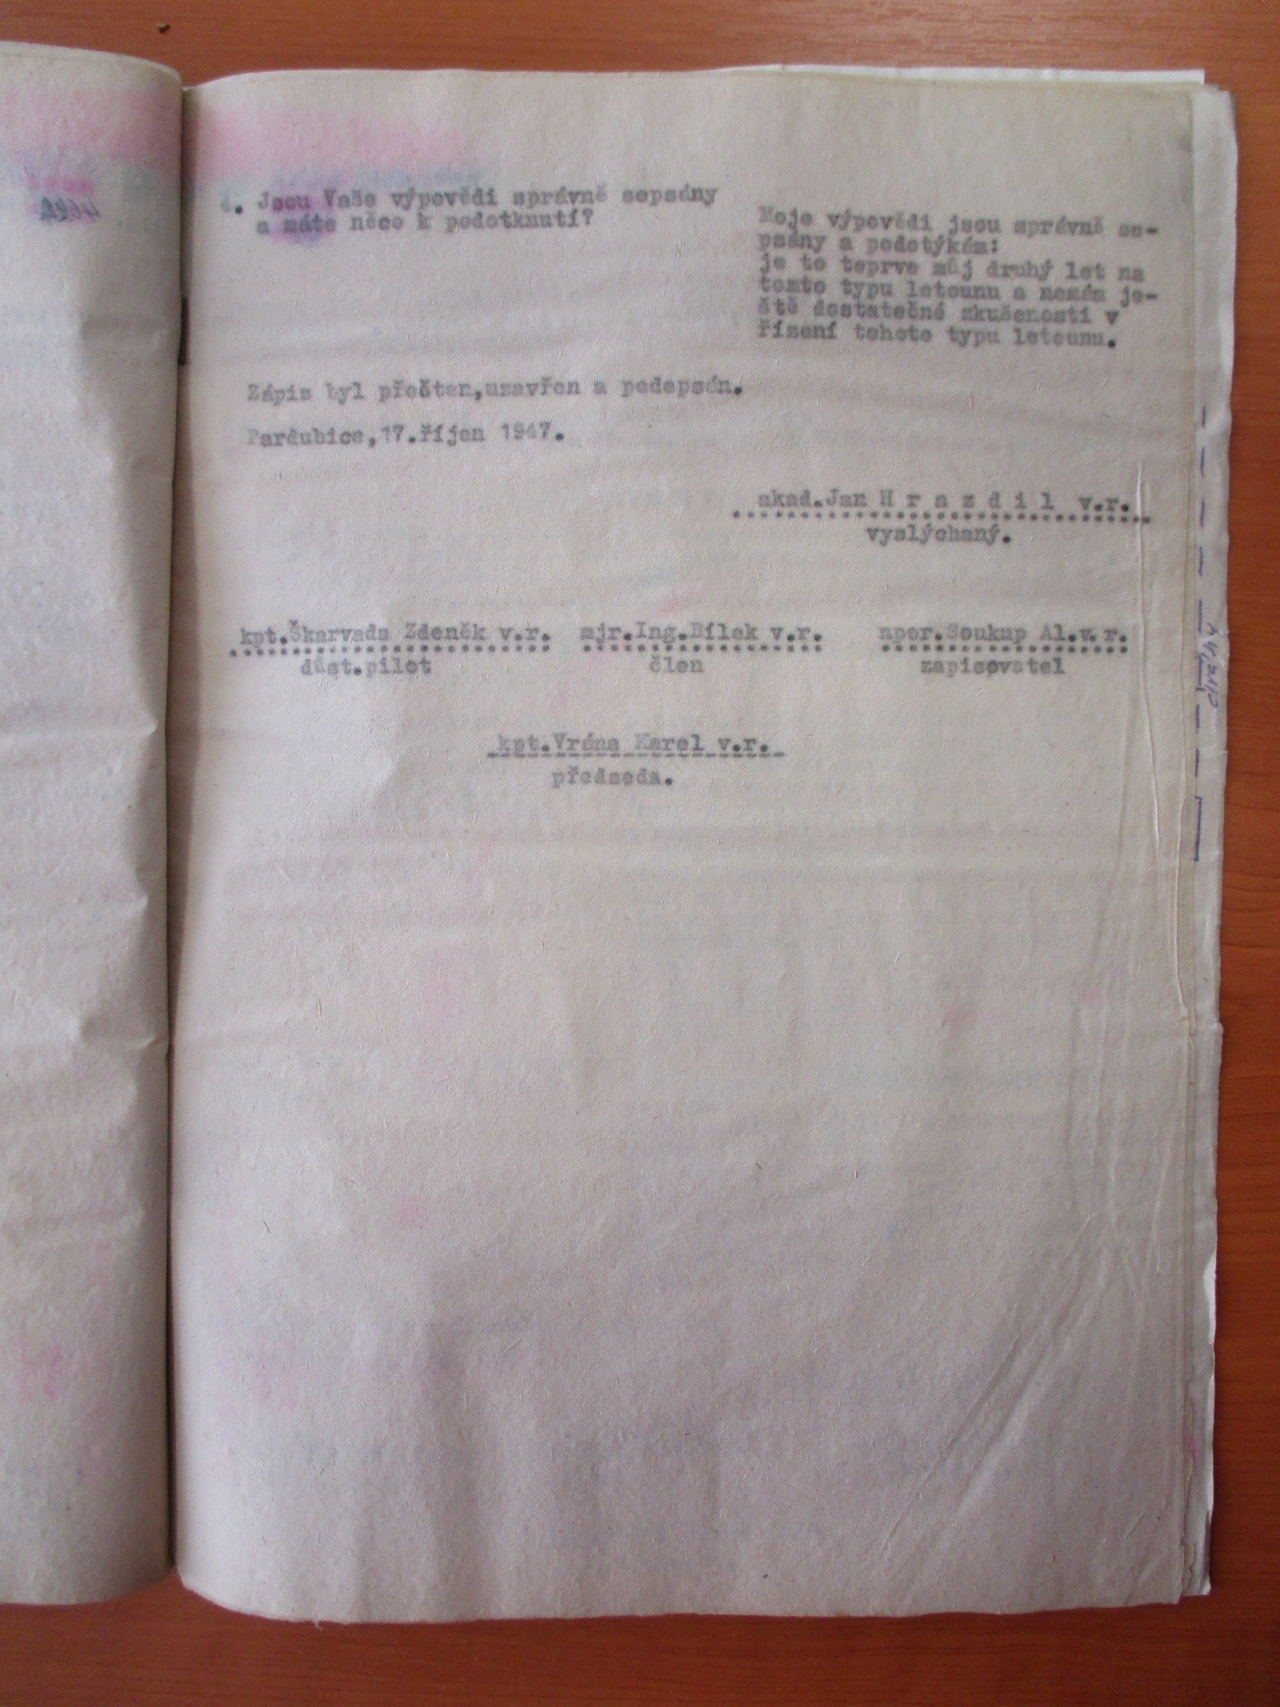 . Jsou Vaše výpovědi správně sepsány
a máte něco k podotknutí?
Moje výpovědi jsou správně se-
psány a podotýkám:
je to teprve můj druhý let na
tomto typu letounu a nemám je-
ště dostatečné zkušenosti v
řízení tohoto typu letounu.
Zápis byl přečten,uzavřen a podepsán.
Pardubice,17.říjen 1947.
akad.Jan H r a z d i l v.r.
vyslýchaný.
kpt.Škarvada Zdeněk v.r. mjr.Ing.Bílek v.r. npor.Soukup Al.v.r.
důst.pilot člen zapisovatel
kpt.Vrána Karel v.r.
předseda.